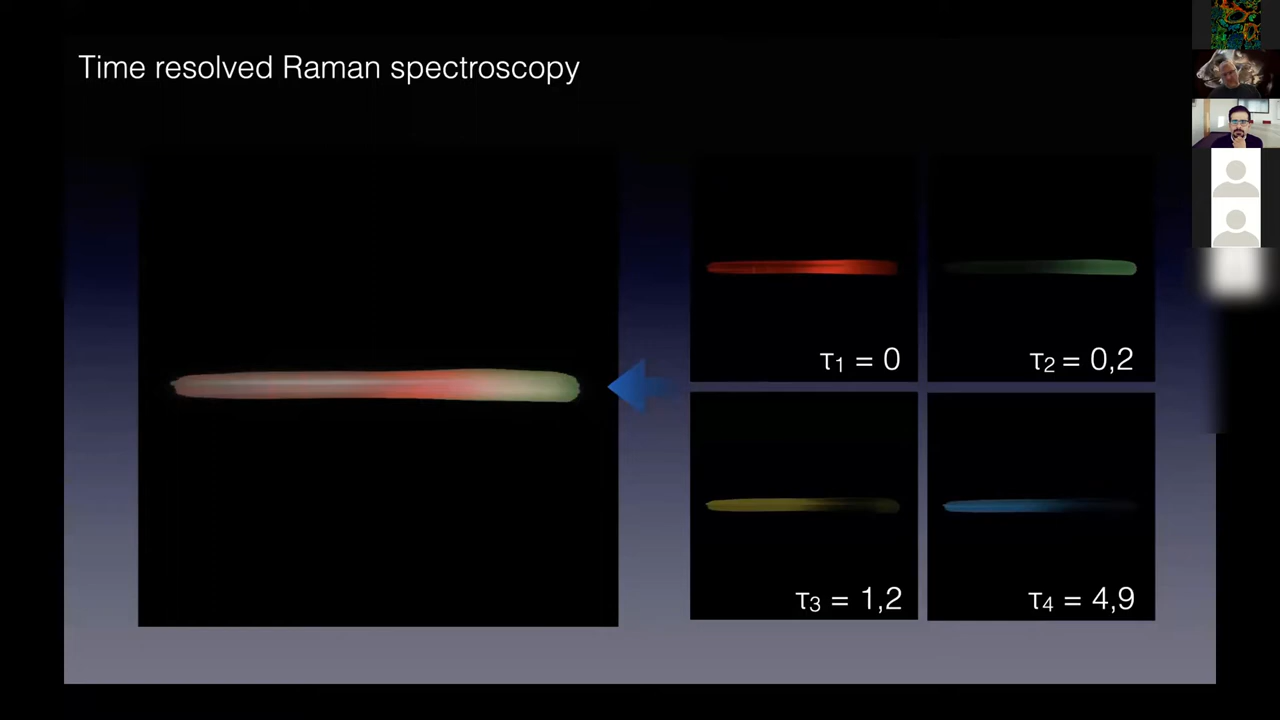 Time resolved Raman spectroscopy
τ₁ = 0
τ₂ = 0,2
τ₃ = 1,2
τ₄ = 4,9